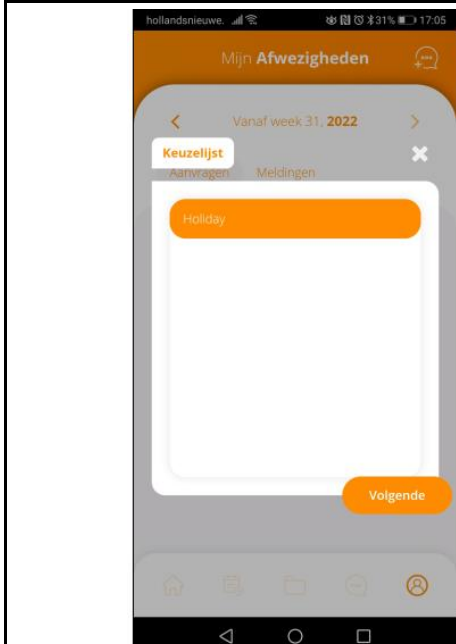 hollandsnieuwe. 31% 17:05
Mijn Afwezigheden
Vanaf week 31, 2022
Keuzelijst
Aanvragen Meldingen
Holiday
Volgende